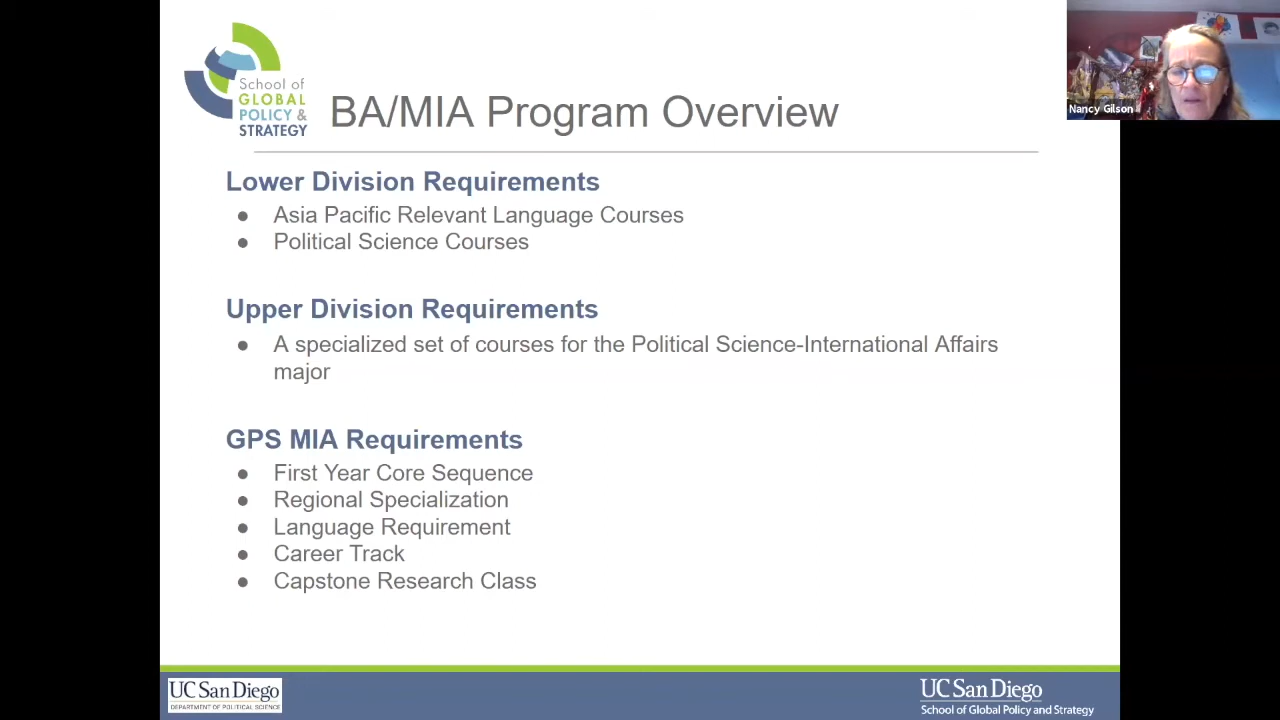 School of
GLOBAL
POLICY &
STRATEGY
BA/MIA Program Overview
Nancy Gilson
Lower Division Requirements
● Asia Pacific Relevant Language Courses
● Political Science Courses
Upper Division Requirements
● A specialized set of courses for the Political Science-International Affairs
major
GPS MIA Requirements
● First Year Core Sequence
● Regional Specialization
● Language Requirement
● Career Track
● Capstone Research Class
UC San Diego
DEPARTMENT OF POLITICAL SCIENCE
UC San Diego
School of Global Policy and Strategy